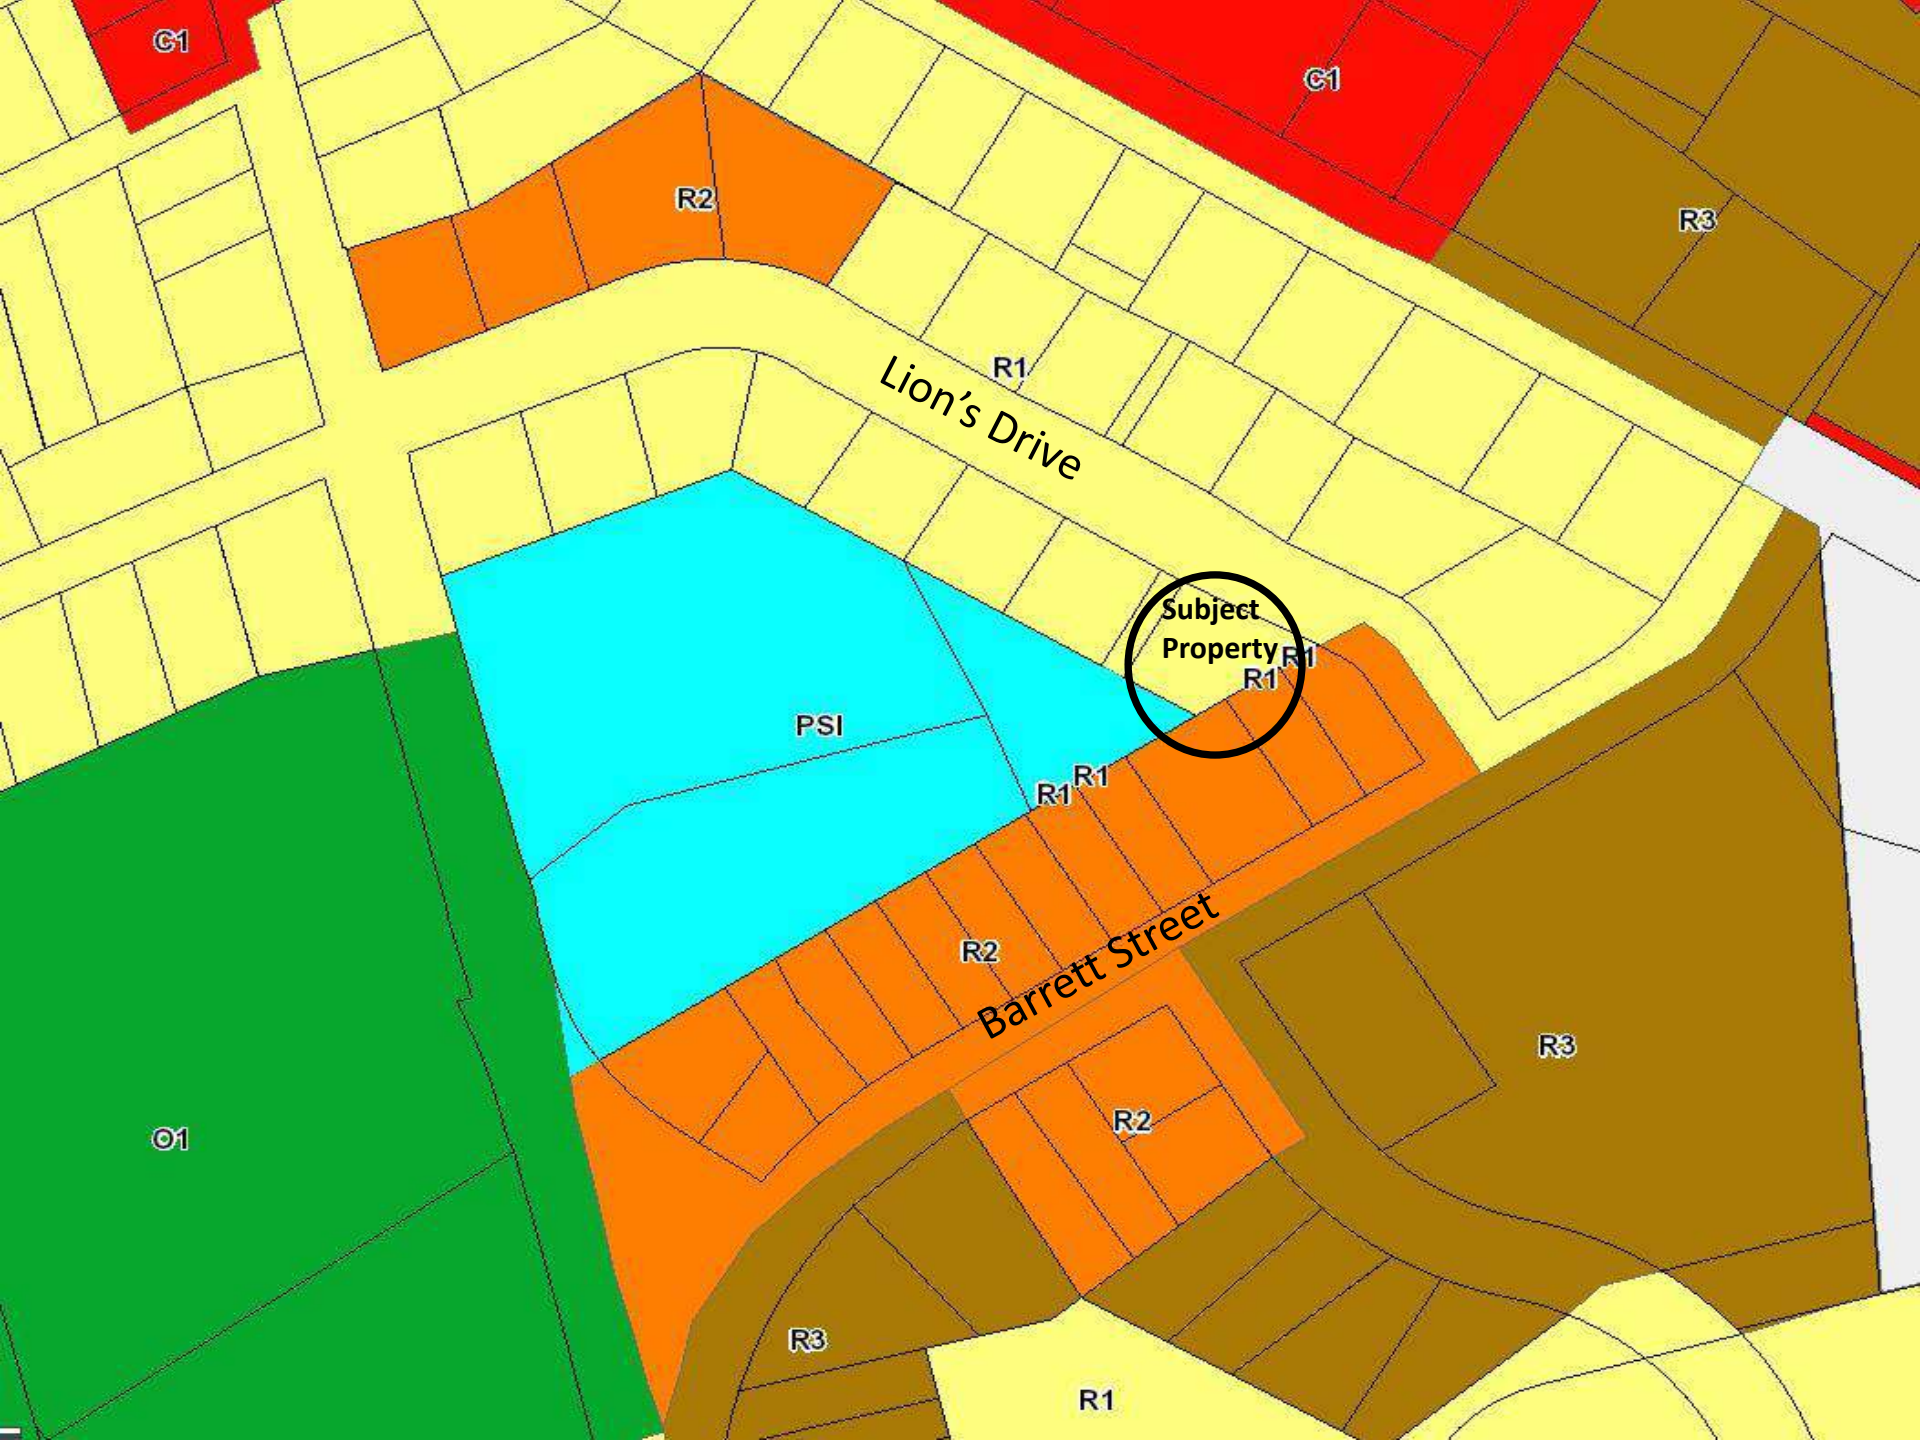 C1
C1
R2
R3
R1
Lion's Drive
Subject
Property
R1
R1
PSI
R1
R1
R2
Barrett Street
R3
R2
O1
R3
R1